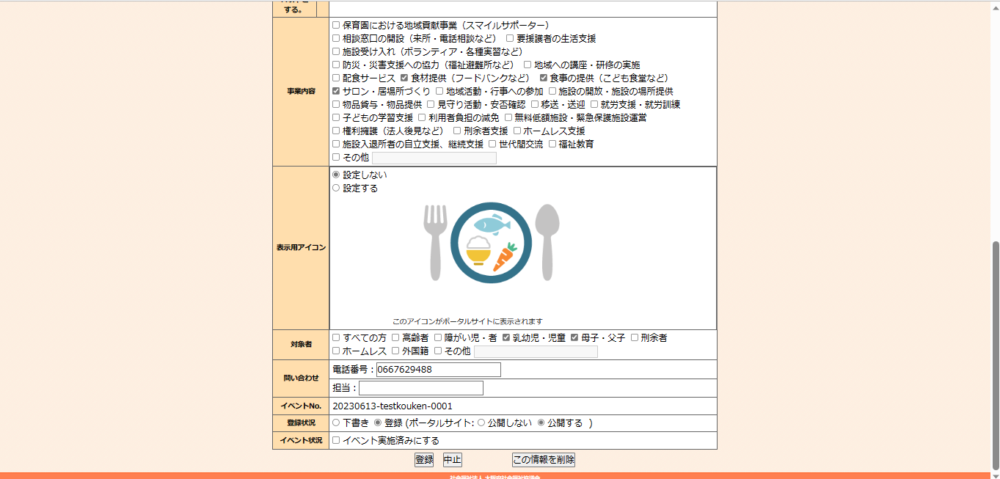 する。
事業内容
保育園における地域貢献事業（スマイルサポーター）
相談窓口の開設（来所・電話相談など） 要援護者の生活支援
施設受け入れ（ボランティア・各種実習など）
防災・災害支援への協力（福祉避難所など） 地域への講座・研修の実施
配食サービス 食材提供（フードバンクなど） 食事の提供（こども食堂など）
サロン・居場所づくり 地域活動・行事への参加 施設の開放・施設の場所提供
物品貸与・物品提供 見守り活動・安否確認 移送・送迎 就労支援・就労訓練
子どもの学習支援 利用者負担の減免 無料低額施設・緊急保護施設運営
権利擁護（法人後見など） 刑余者支援 ホームレス支援
施設入退所者の自立支援、継続支援 世代間交流 福祉教育
その他
表示用アイコン
設定しない
設定する
このアイコンがポータルサイトに表示されます
対象者
すべての方 高齢者 障がい児・者 乳幼児・児童 母子・父子 刑余者
ホームレス 外国籍 その他
問い合わせ
電話番号：0667629488
担当：
イベントNo. 20230613-testkouken-0001
登録状況 下書き 登録 (ポータルサイト: 公開しない 公開する )
イベント状況 イベント実施済みにする
登録 中止 この情報を削除